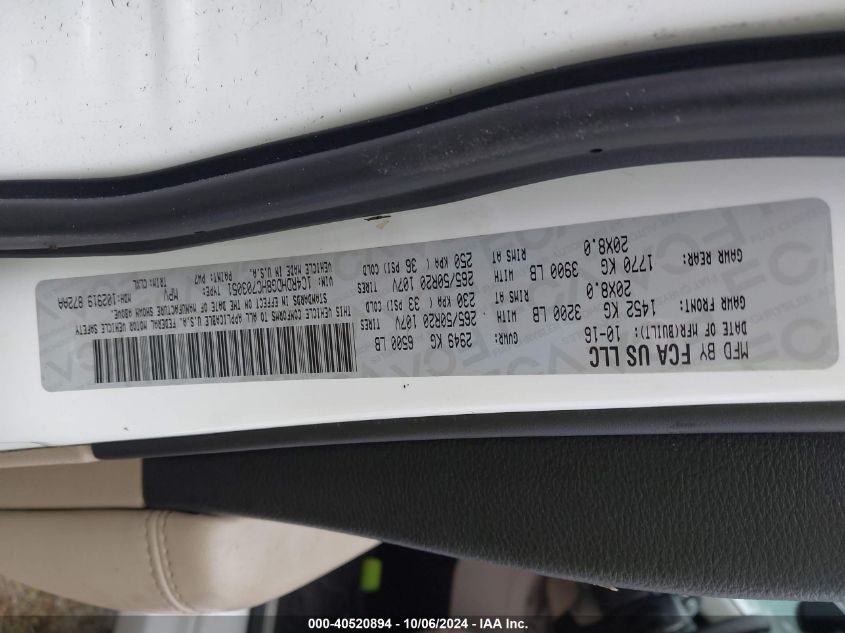 MFD BY FCA US LLC
DATE OF MFR(BUILT): 10-16 GVWR: 2949 KG 6500 LB
GAWR FRONT: 1452 KG 3200 LB WITH 265/50R20 107V TIRES
20X8.0 RIMS AT 230 KPA ( 33 PSI) COLD
GAWR REAR: 1770 KG 3900 LB WITH 265/50R20 107V TIRES
20X8.0 RIMS AT 250 KPA ( 36 PSI) COLD
THIS VEHICLE CONFORMS TO ALL APPLICABLE U.S.A. FEDERAL MOTOR VEHICLE SAFETY
STANDARDS IN EFFECT ON THE DATE OF MANUFACTURE SHOWN ABOVE.
VIN: 1C4RDHDG8HC703051 TYPE: MPV MDH:102919 872AA
VEHICLE MADE IN U.S.A. PAINT: PW7 TRIM:
000-40520894 - 10/06/2024 - IAA Inc.